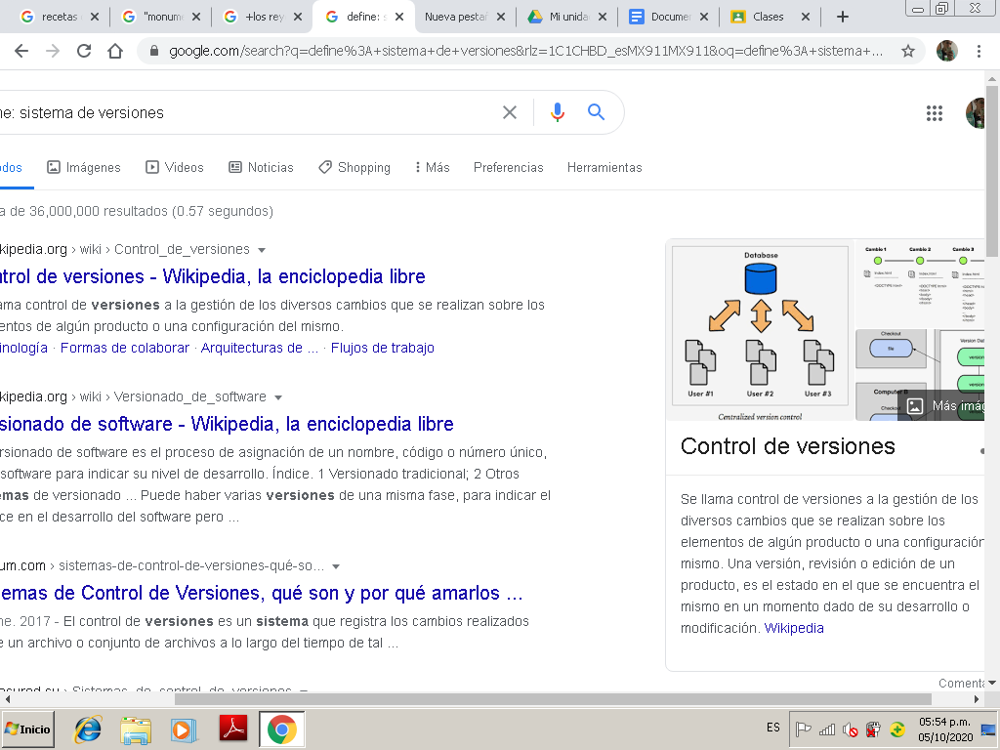 recetas
"monum
+los rey
define: s
Nueva pestañ
Mi unida
Documer
Clases
google.com/search?q=define%3A+sistema+de+versiones&rlz=1C1CHBD_esMX911MX911&oq=define%3A+sistema+...
ne: sistema de versiones
odos
Imágenes
Videos
Noticias
Shopping
Más
Preferencias
Herramientas
a de 36,000,000 resultados (0.57 segundos)
kipedia.org › wiki › Control_de_versiones
ntrol de versiones - Wikipedia, la enciclopedia libre
ama control de versiones a la gestión de los diversos cambios que se realizan sobre los
entos de algún producto o una configuración del mismo.
inología · Formas de colaborar · Arquitecturas de ... · Flujos de trabajo
kipedia.org › wiki › Versionado_de_software
sionado de software - Wikipedia, la enciclopedia libre
rsionado de software es el proceso de asignación de un nombre, código o número único,
software para indicar su nivel de desarrollo. Índice. 1 Versionado tradicional; 2 Otros
emas de versionado ... Puede haber varias versiones de una misma fase, para indicar el
ce en el desarrollo del software pero ...
um.com › sistemas-de-control-de-versiones-qué-so...
emas de Control de Versiones, qué son y por qué amarlos ...
ne. 2017 - El control de versiones es un sistema que registra los cambios realizados
e un archivo o conjunto de archivos a lo largo del tiempo de tal ...
Database
User #1
User #2
User #3
Centralized version control
Cambio 1
Cambio 2
Cambio 3
Checkout
file
Version Da
version
Computer B
Checkout
Más imá
Control de versiones
Se llama control de versiones a la gestión de los
diversos cambios que se realizan sobre los
elementos de algún producto o una configuración
mismo. Una versión, revisión o edición de un
producto, es el estado en el que se encuentra el
mismo en un momento dado de su desarrollo o
modificación. Wikipedia
Comenta
Inicio
ES
05:54 p.m.
05/10/2020